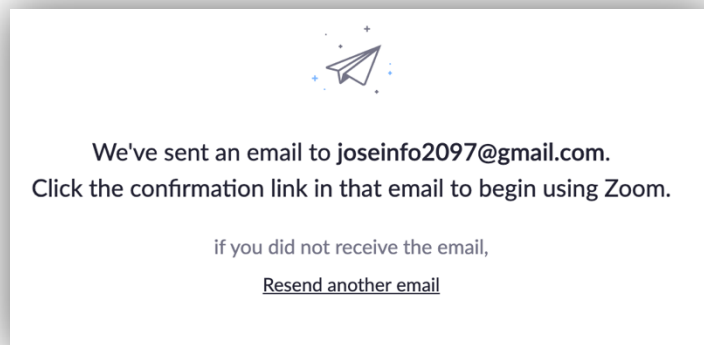 We've sent an email to joseinfo2097@gmail.com.
Click the confirmation link in that email to begin using Zoom.
if you did not receive the email,
Resend another email